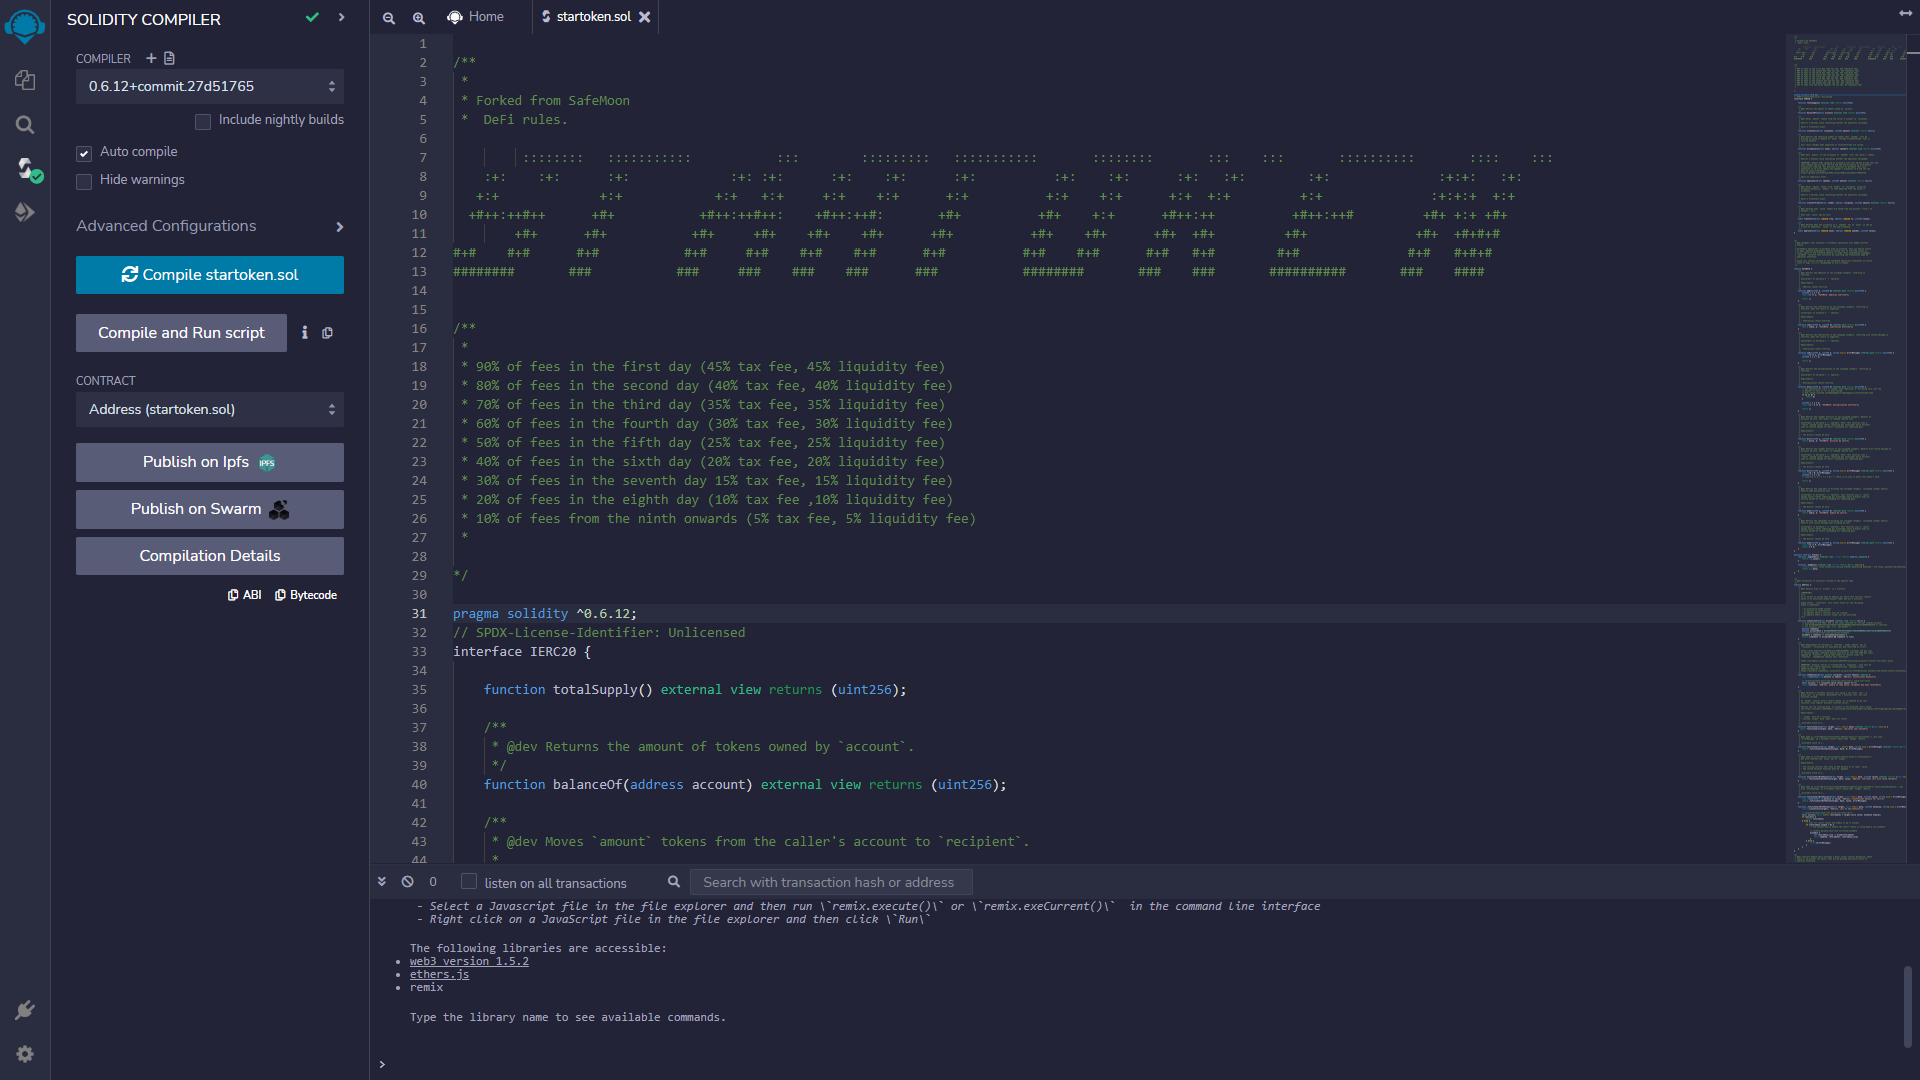 SOLIDITY COMPILER
COMPILER
0.6.12+commit.27d51765
Include nightly builds
Auto compile
Hide warnings
Advanced Configurations
Compile startoken.sol
Compile and Run script
CONTRACT
Address (startoken.sol)
Publish on Ipfs IPFS
Publish on Swarm
Compilation Details
ABI Bytecode
Home startoken.sol
1
2 /**
3 *
4 * Forked from SafeMoon
5 * DeFi rules.
6
7 :::::::: ::::::::::: ::: ::::::::: ::::::::::: :::::::: ::: ::: :::::::::: :::: :::
8 :+: :+: :+: :+: :+: :+: :+: :+: :+: :+: :+: :+: :+: :+:+: :+:
9 +:+ +:+ +:+ +:+ +:+ +:+ +:+ +:+ +:+ +:+ +:+ +:+ :+:+:+ +:+
10 +#++:++#++ +#+ +#++:++#++: +#++:++#: +#+ +#+ +:+ +#++:++ +#++:++# +#+ +:+ +#+
11 +#+ +#+ +#+ +#+ +#+ +#+ +#+ +#+ +#+ +#+ +#+ +#+ +#+ +#+#+#
12 #+# #+# #+# #+# #+# #+# #+# #+# #+# #+# #+# #+# #+# #+# #+#+#
13 ######## ### ### ### ### ### ### ######## ### ### ########## ### ####
14
15
16 /**
17 *
18 * 90% of fees in the first day (45% tax fee, 45% liquidity fee)
19 * 80% of fees in the second day (40% tax fee, 40% liquidity fee)
20 * 70% of fees in the third day (35% tax fee, 35% liquidity fee)
21 * 60% of fees in the fourth day (30% tax fee, 30% liquidity fee)
22 * 50% of fees in the fifth day (25% tax fee, 25% liquidity fee)
23 * 40% of fees in the sixth day (20% tax fee, 20% liquidity fee)
24 * 30% of fees in the seventh day 15% tax fee, 15% liquidity fee)
25 * 20% of fees in the eighth day (10% tax fee ,10% liquidity fee)
26 * 10% of fees from the ninth onwards (5% tax fee, 5% liquidity fee)
27 *
28
29 */
30
31 pragma solidity ^0.6.12;
32 // SPDX-License-Identifier: Unlicensed
33 interface IERC20 {
34
35 function totalSupply() external view returns (uint256);
36
37 /**
38 * @dev Returns the amount of tokens owned by `account`.
39 */
40 function balanceOf(address account) external view returns (uint256);
41
42 /**
43 * @dev Moves `amount` tokens from the caller's account to `recipient`.
44 *
0 listen on all transactions Search with transaction hash or address
- Select a Javascript file in the file explorer and then run \`remix.execute()\` or \`remix.exeCurrent()\` in the command line interface
- Right click on a JavaScript file in the file explorer and then click \`Run\`
The following libraries are accessible:
• web3 version 1.5.2
• ethers.js
• remix
Type the library name to see available commands.
>